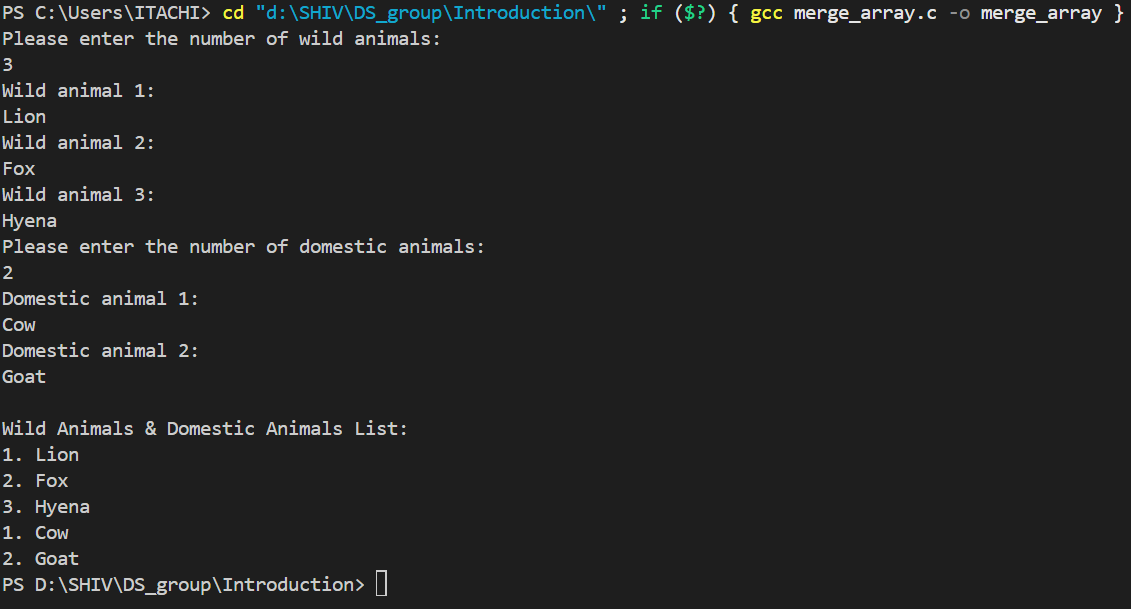 PS C:\Users\ITACHI> cd "d:\SHIV\DS_group\Introduction\" ; if ($?) { gcc merge_array.c -o merge_array }
Please enter the number of wild animals:
3
Wild animal 1:
Lion
Wild animal 2:
Fox
Wild animal 3:
Hyena
Please enter the number of domestic animals:
2
Domestic animal 1:
Cow
Domestic animal 2:
Goat
Wild Animals & Domestic Animals List:
1. Lion
2. Fox
3. Hyena
1. Cow
2. Goat
PS D:\SHIV\DS_group\Introduction>